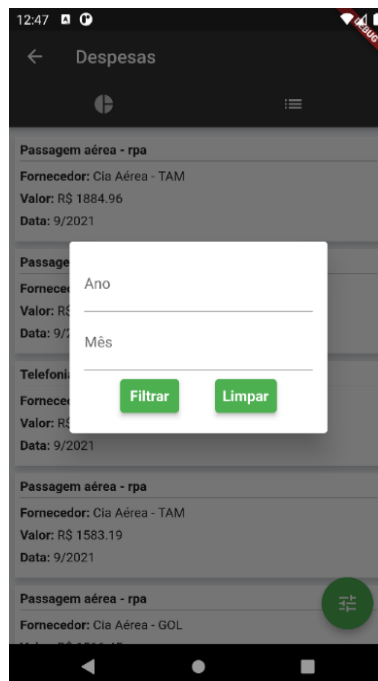 12:47
DEBUG
Despesas
Passagem aérea - rpa
Fornecedor: Cia Aérea - TAM
Valor: R$ 1884.96
Data: 9/2021
Passage
Fornece
Valor: R$
Data: 9/2
Ano
Mês
Filtrar
Limpar
Telefonia
Fornece
Valor: R$
Data: 9/2021
Passagem aérea - rpa
Fornecedor: Cia Aérea - TAM
Valor: R$ 1583.19
Data: 9/2021
Passagem aérea - rpa
Fornecedor: Cia Aérea - GOL